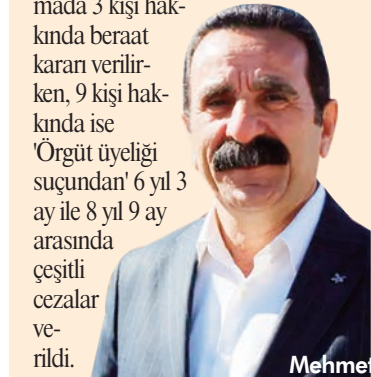 mada 3 kişi hak-
kında beraat
kararı verilir-
ken, 9 kişi hak-
kında ise
'Örgüt üyeliği
suçundan' 6 yıl 3
ay ile 8 yıl 9 ay
arasında
çeşitli
cezalar
ve-
rildi.
Mehmet